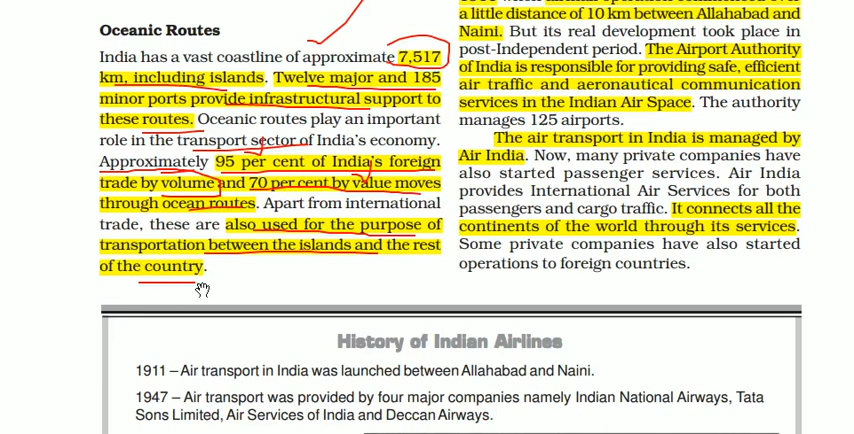 Oceanic Routes
India has a vast coastline of approximate 7,517
km, including islands. Twelve major and 185
minor ports provide infrastructural support to
these routes. Oceanic routes play an important
role in the transport sector of India's economy.
Approximately 95 per cent of India's foreign
trade by volume and 70 per cent by value moves
through ocean routes. Apart from international
trade, these are also used for the purpose of
transportation between the islands and the rest
of the country.
a little distance of 10 km between Allahabad and
Naini. But its real development took place in
post-Independent period. The Airport Authority
of India is responsible for providing safe, efficient
air traffic and aeronautical communication
services in the Indian Air Space. The authority
manages 125 airports.
The air transport in India is managed by
Air India. Now, many private companies have
also started passenger services. Air India
provides International Air Services for both
passengers and cargo traffic. It connects all the
continents of the world through its services.
Some private companies have also started
operations to foreign countries.
History of Indian Airlines
1911 – Air transport in India was launched between Allahabad and Naini.
1947 – Air transport was provided by four major companies namely Indian National Airways, Tata
Sons Limited, Air Services of India and Deccan Airways.